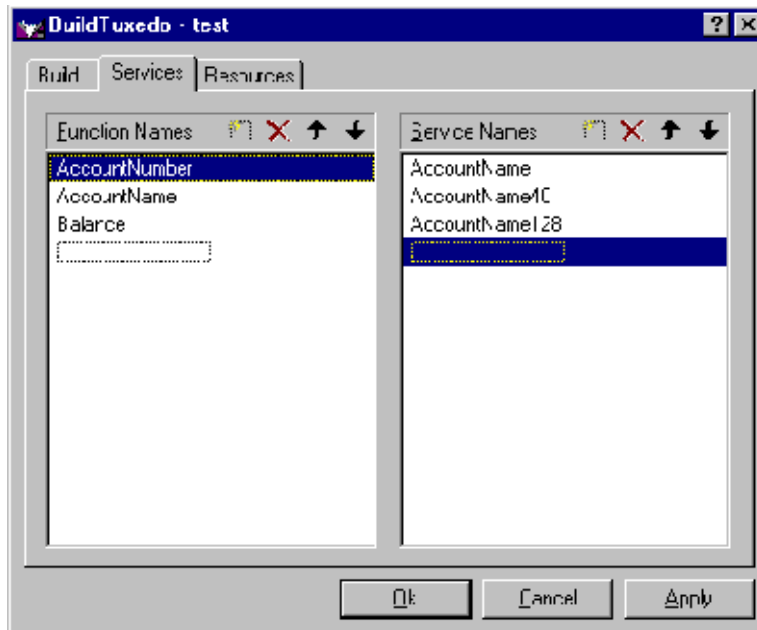 BuildTuxedo - test
Build Services Resources
Function Names
AccountNumber
AccountName
Balance
Service Names
AccountName
AccountName40
AccountName128
Ok Cancel Apply